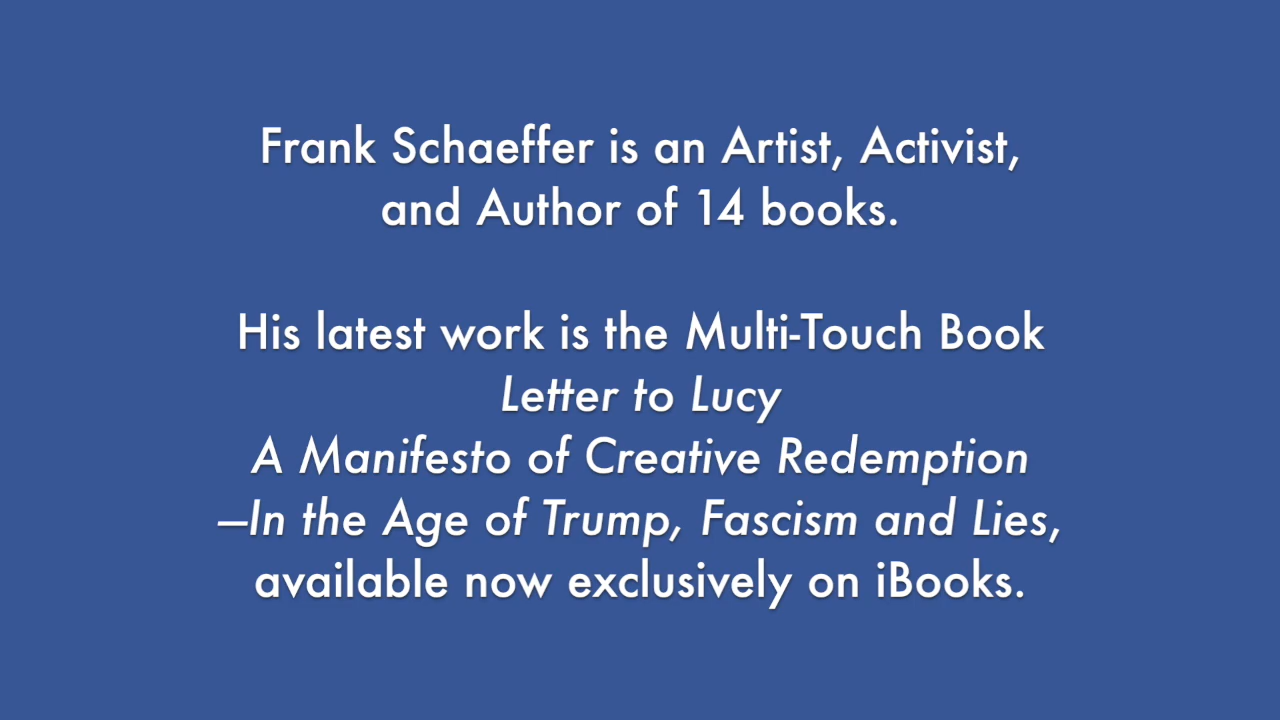 Frank Schaeffer is an Artist, Activist,
and Author of 14 books.
His latest work is the Multi-Touch Book
Letter to Lucy
A Manifesto of Creative Redemption
—In the Age of Trump, Fascism and Lies,
available now exclusively on iBooks.